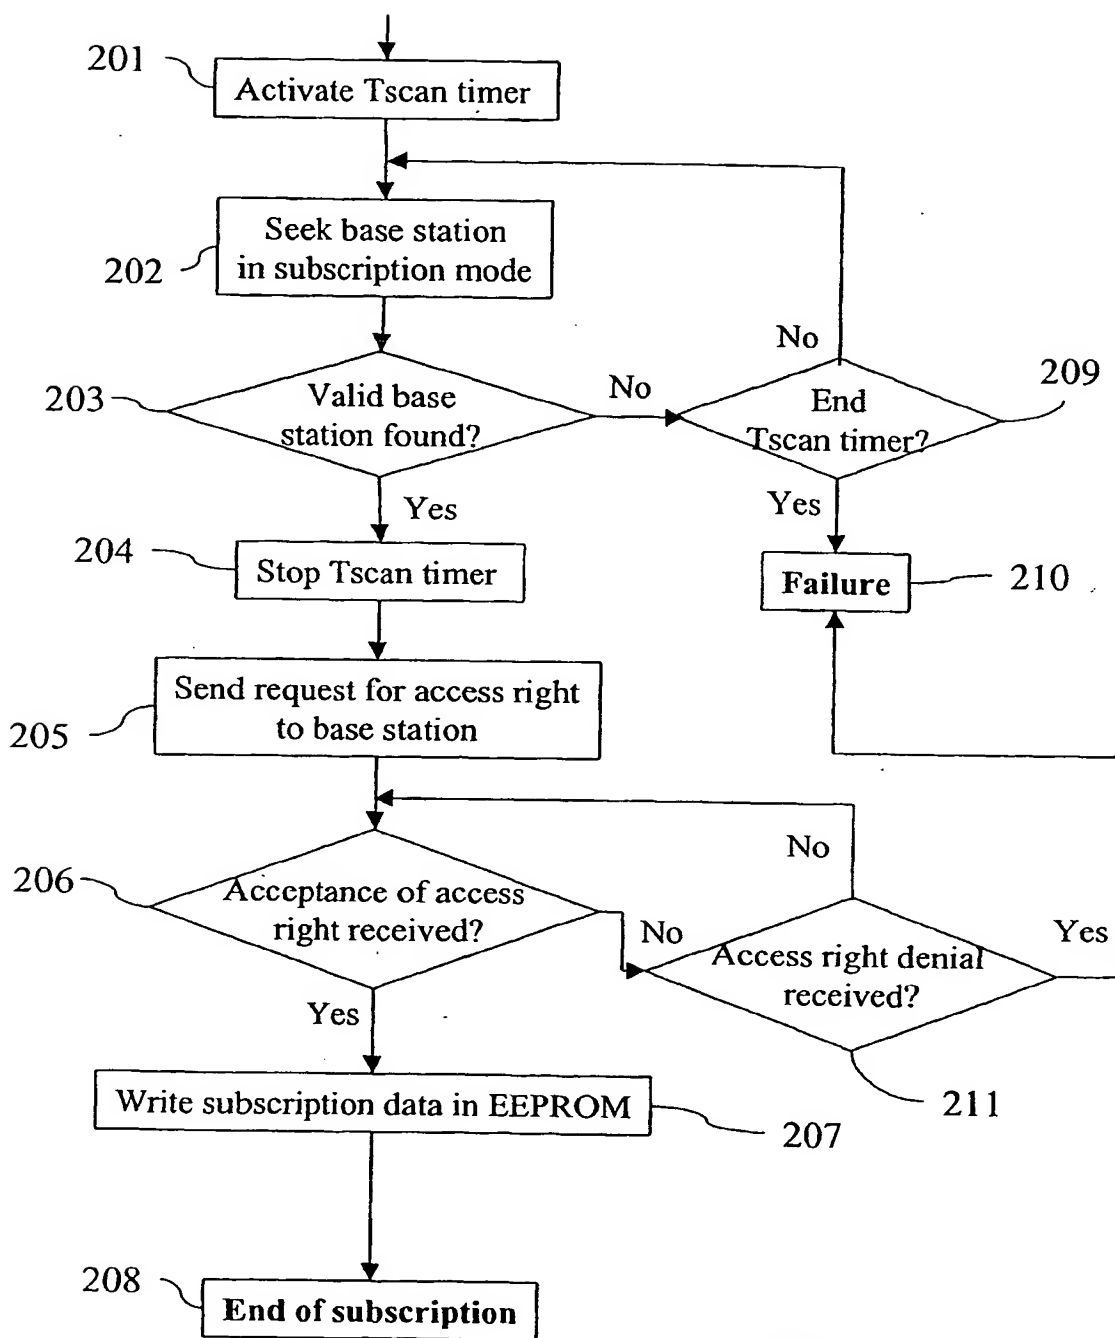 201
Activate Tscan timer
Seek base station
in subscription mode
202
No
203
Valid base
station found?
No
End
Tscan timer?
209
Yes
Yes
204
Stop Tscan timer
Failure
210
Send request for access right
to base station
205
No
206
Acceptance of access
right received?
No
Access right denial
received?
Yes
Yes
Write subscription data in EEPROM
207
211
208
End of subscription